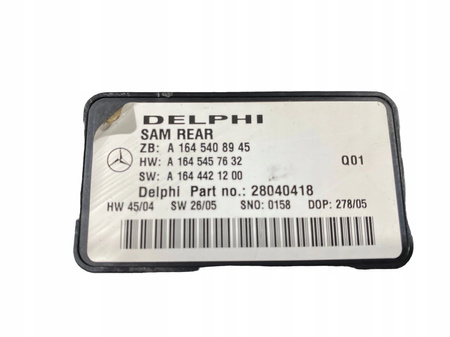 DELPHI
SAM REAR
ZB: A 164 540 89 45
HW: A 164 545 76 32 Q01
SW: A 164 442 12 00
Delphi Part no.: 28040418
HW 45/04 SW 26/05 SNO: 0158 DOP: 278/05